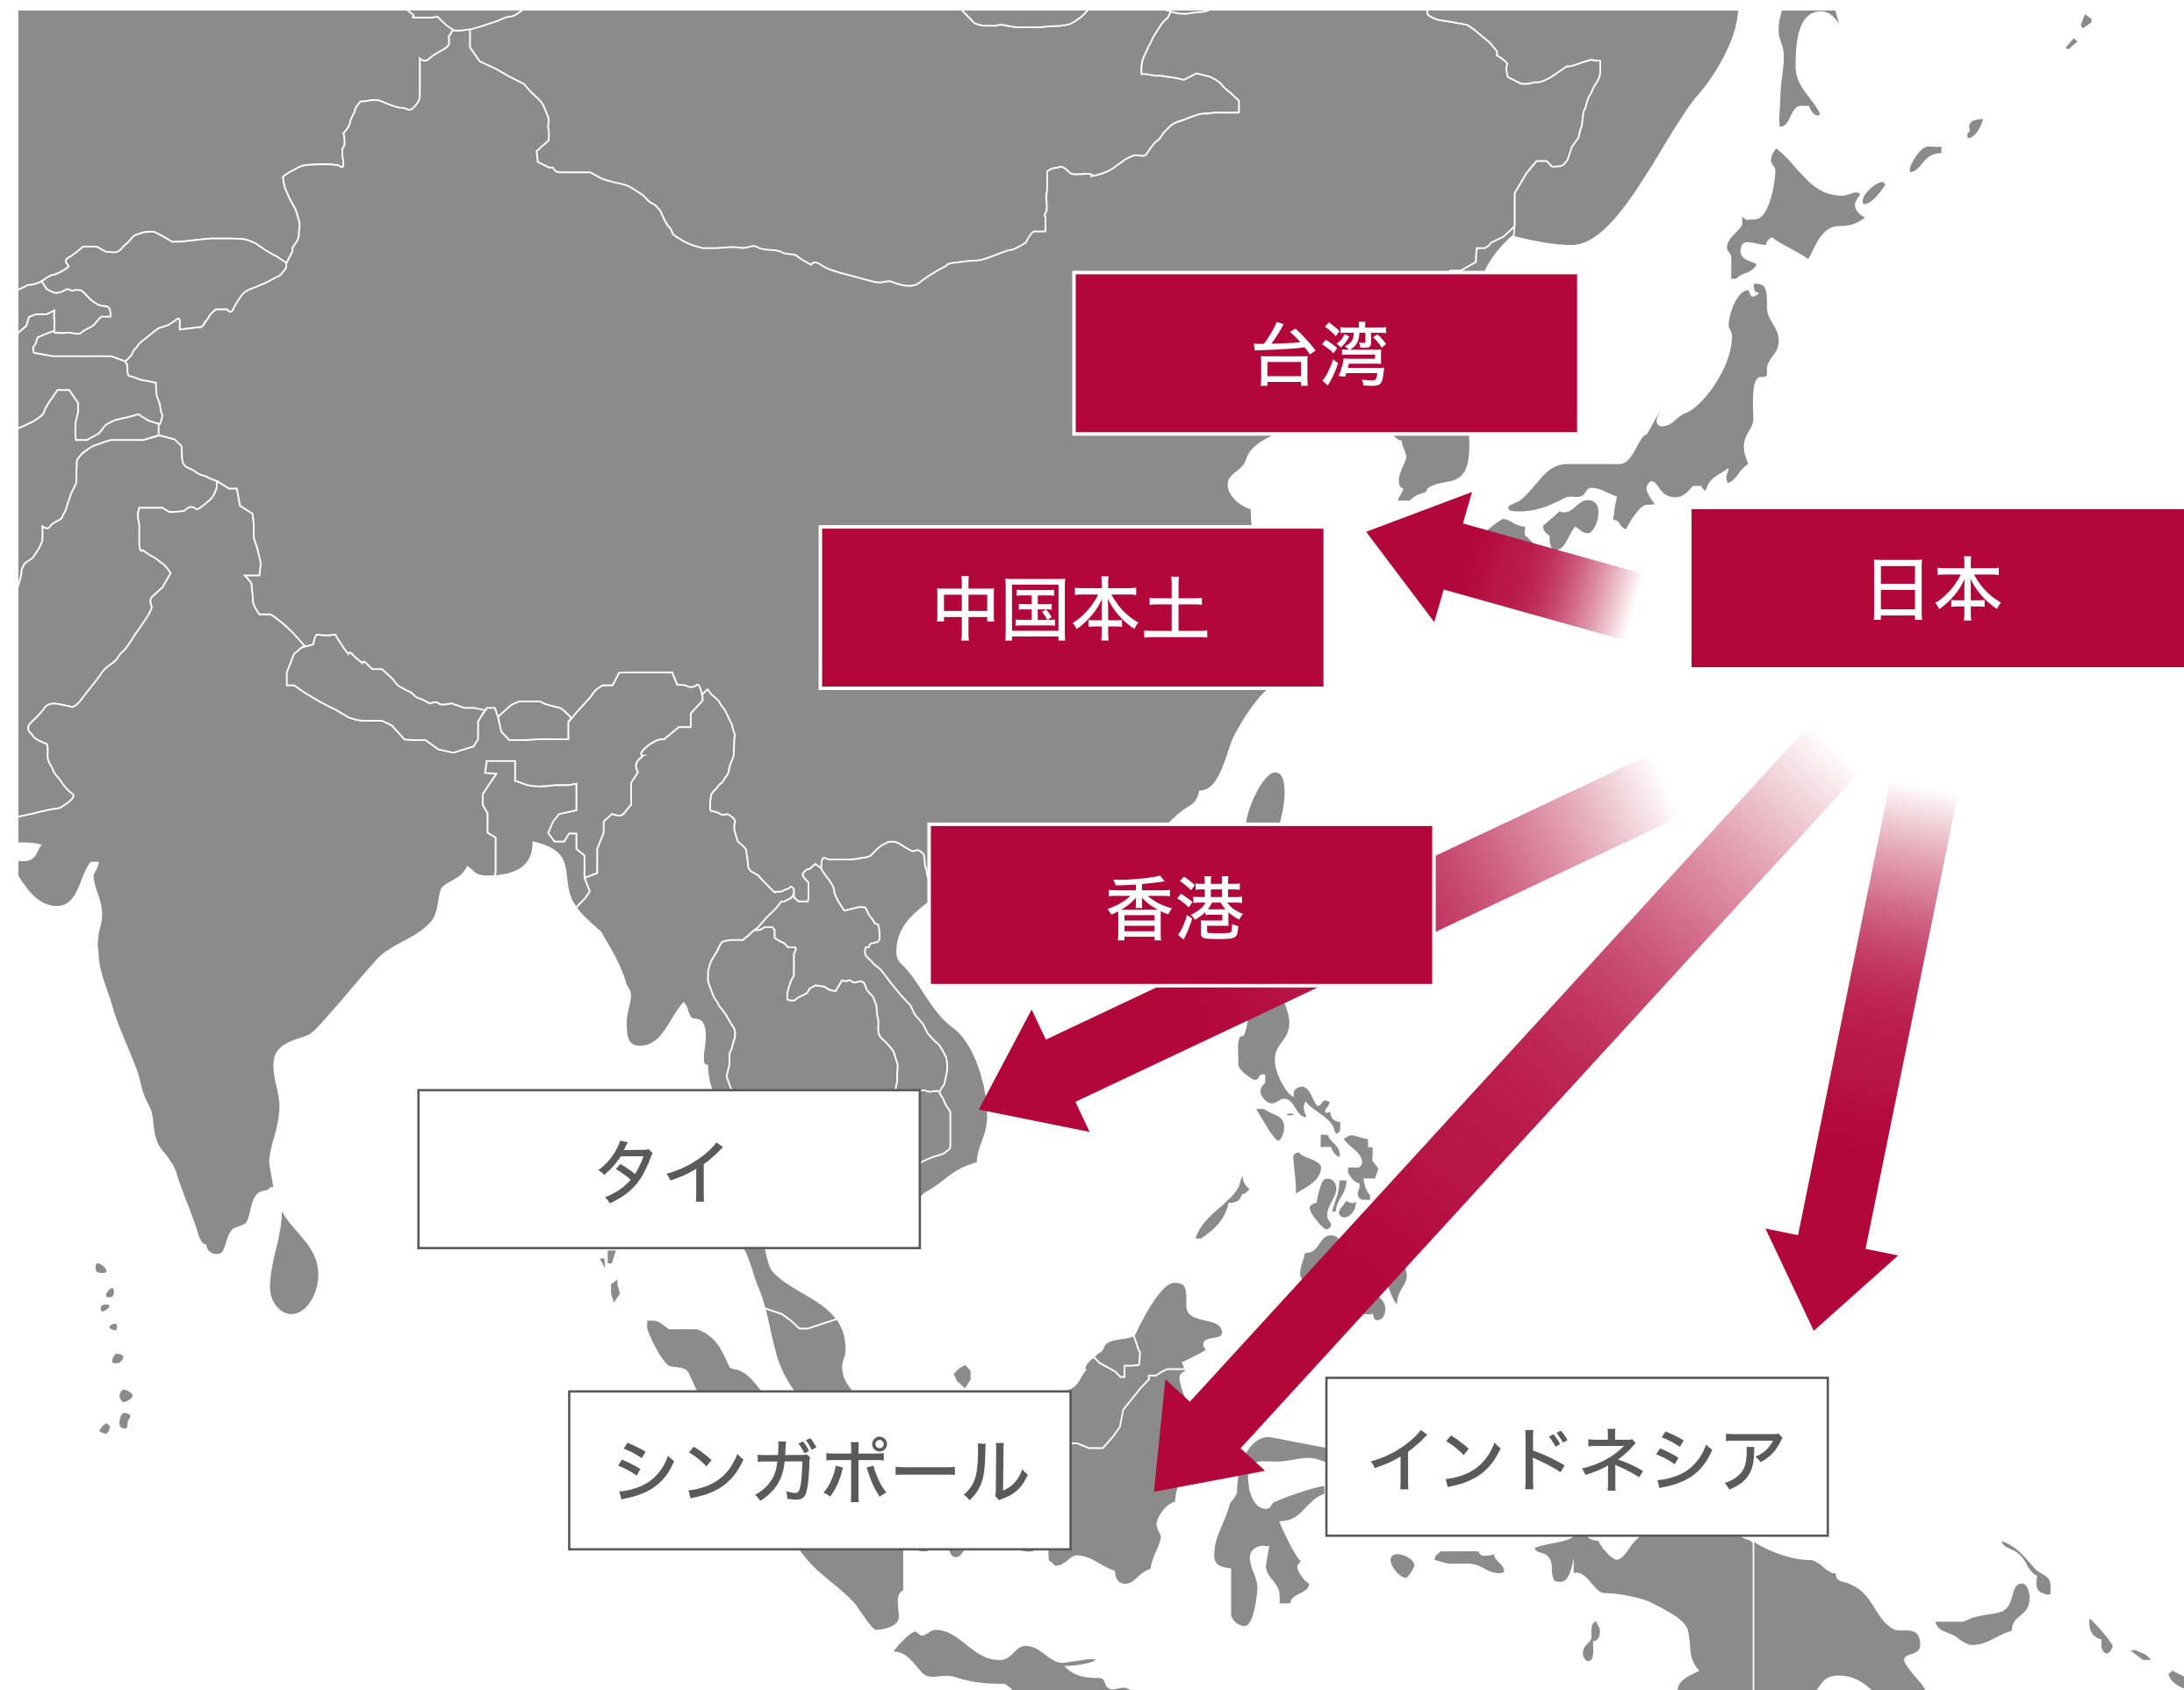 台湾
中国本土
日本
香港
タイ
シンガポール
インドネシア